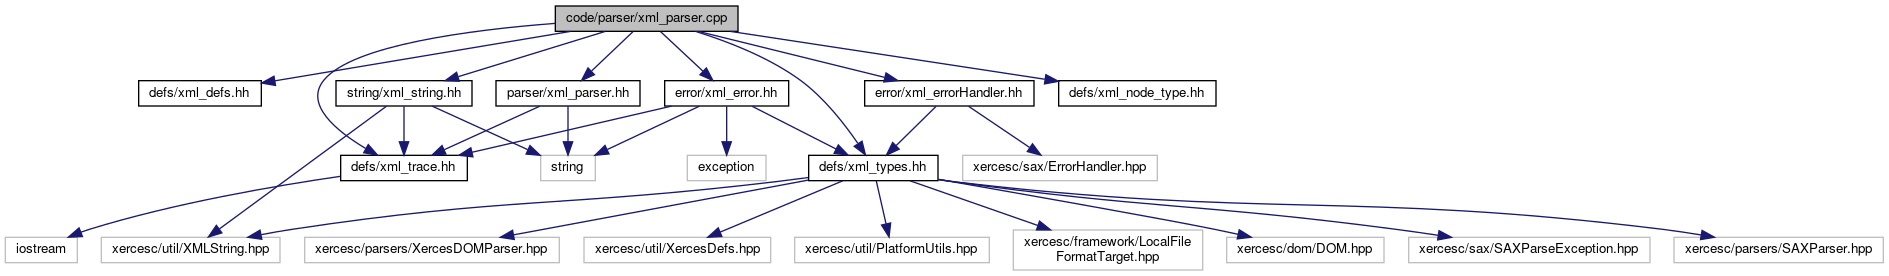 code/parser/xml_parser.cpp
defs/xml_defs.hh
string/xml_string.hh
parser/xml_parser.hh
error/xml_error.hh
error/xml_errorHandler.hh
defs/xml_node_type.hh
defs/xml_trace.hh
string
exception
defs/xml_types.hh
xercesc/sax/ErrorHandler.hpp
iostream
xercesc/util/XMLString.hpp
xercesc/parsers/XercesDOMParser.hpp
xercesc/util/XercesDefs.hpp
xercesc/util/PlatformUtils.hpp
xercesc/framework/LocalFile
FormatTarget.hpp
xercesc/dom/DOM.hpp
xercesc/sax/SAXParseException.hpp
xercesc/parsers/SAXParser.hpp